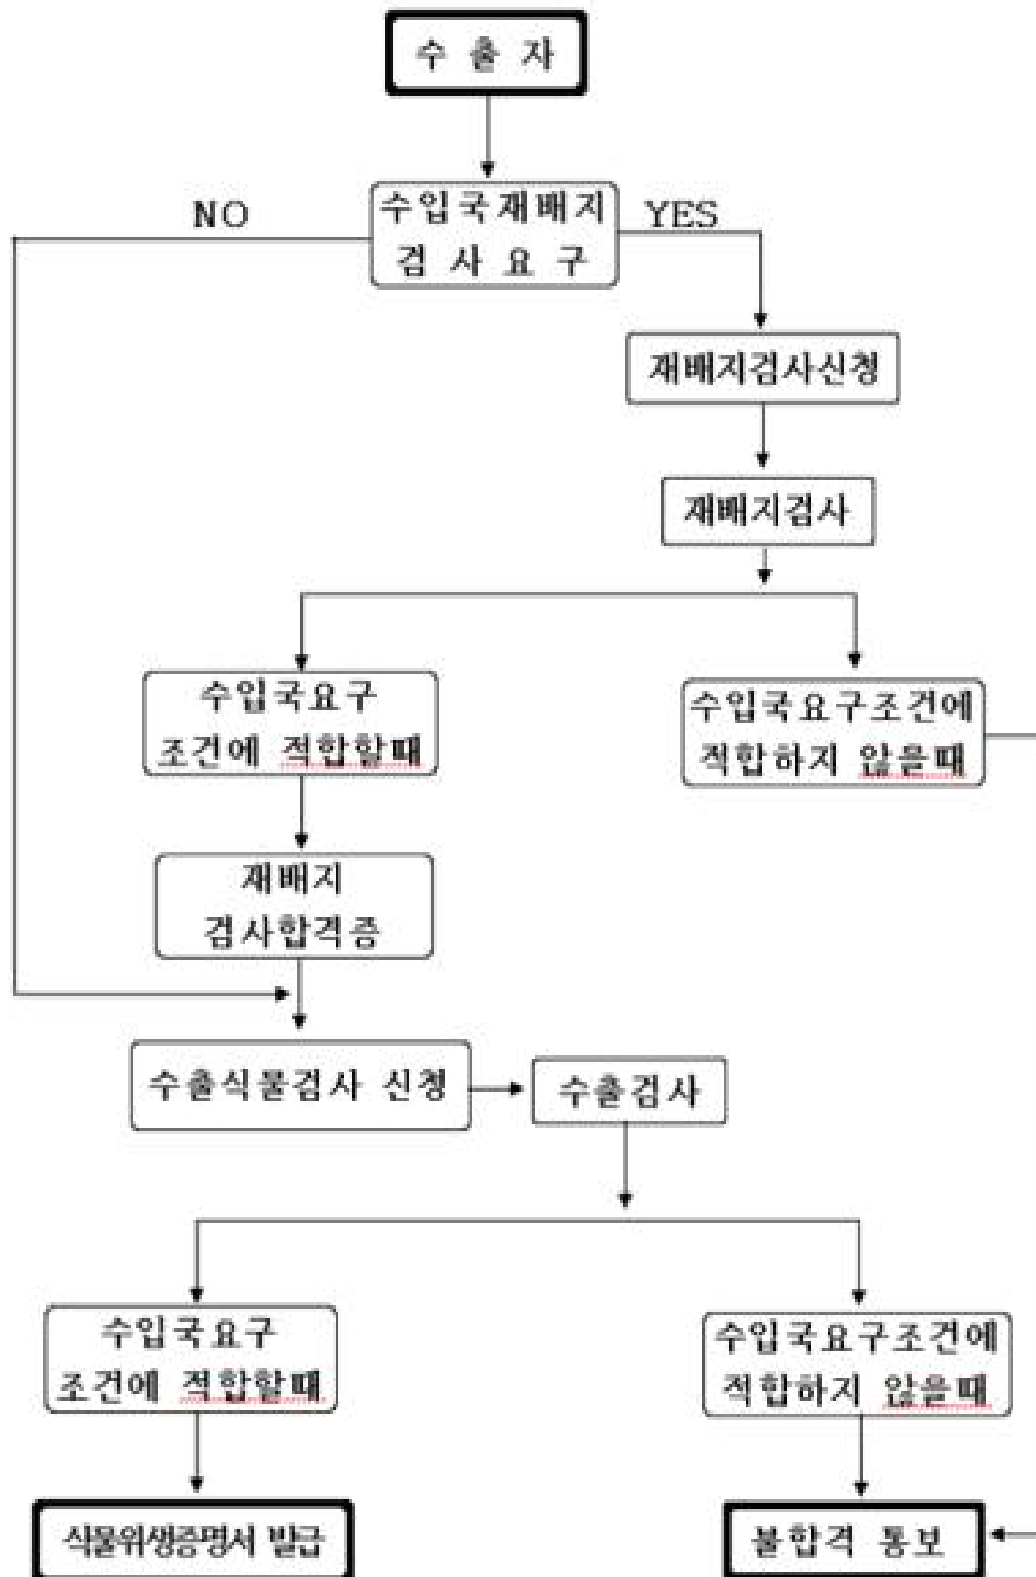 수 출 자
NO
수입국재배지
검 사 요 구
YES
재배지검사신청
재배지검사
수입국요구
조건에 적합할때
수입국요구조건에
적합하지 않을때
재배지
검사합격증
수출식물검사 신청
수출검사
수입국요구
조건에 적합할때
수입국요구조건에
적합하지 않을때
식물위생증명서 발급
불합격 통보